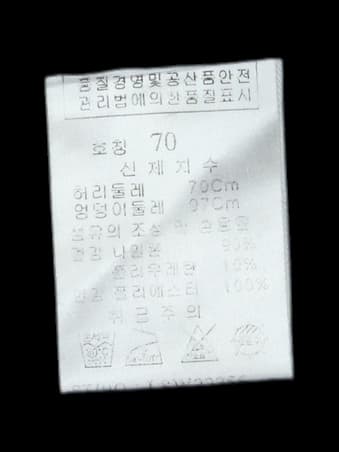 품질경영및공산품안전
관리법에의한품질표시
호칭 70
신체치수
허리둘레 70Cm
엉덩이둘레 97Cm
섬유의 조성 및 혼용율
겉감 나일론 90%
폴리우레탄 10%
안감 폴리에스터 100%
취급주의